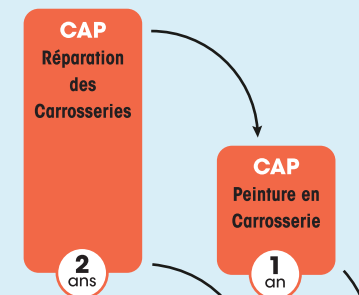 CAP
Réparation
des
Carrosseries
2
ans
CAP
Peinture en
Carrosserie
1
an